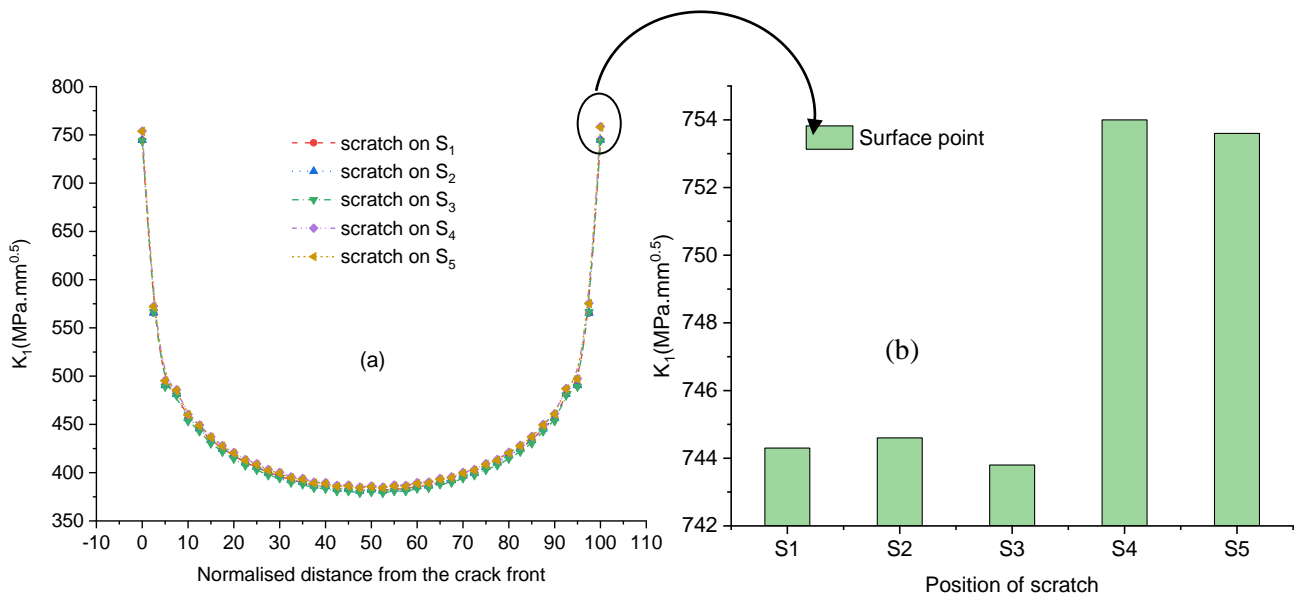 800
750
700
650
600
550
500
450
400
350
-10 0 10 20 30 40 50 60 70 80 90 100 110
K₁(MPa.mm⁰·⁵)
Normalised distance from the crack front
scratch on S₁
scratch on S₂
scratch on S₃
scratch on S₄
scratch on S₅
(a)
754
752
750
748
746
744
742
K₁(MPa.mm⁰·⁵)
Surface point
(b)
S1 S2 S3 S4 S5
Position of scratch